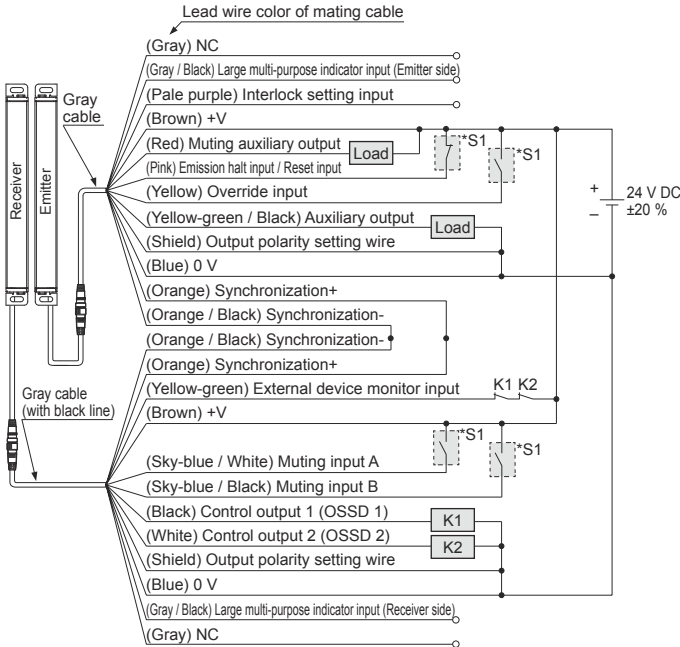 Lead wire color of mating cable
(Gray) NC
(Gray / Black) Large multi-purpose indicator input (Emitter side)
(Pale purple) Interlock setting input
(Brown) +V
(Red) Muting auxiliary output
Load
*S1
(Pink) Emission halt input / Reset input
*S1
(Yellow) Override input
(Yellow-green / Black) Auxiliary output
Load
(Shield) Output polarity setting wire
(Blue) 0 V
(Orange) Synchronization+
(Orange / Black) Synchronization-
(Orange / Black) Synchronization-
(Orange) Synchronization+
(Yellow-green) External device monitor input
K1 K2
(Brown) +V
*S1
*S1
(Sky-blue / White) Muting input A
(Sky-blue / Black) Muting input B
(Black) Control output 1 (OSSD 1)
K1
(White) Control output 2 (OSSD 2)
K2
(Shield) Output polarity setting wire
(Blue) 0 V
(Gray / Black) Large multi-purpose indicator input (Receiver side)
(Gray) NC
Gray
cable
Receiver
Emitter
Gray cable
(with black line)
+
–
24 V DC
±20 %